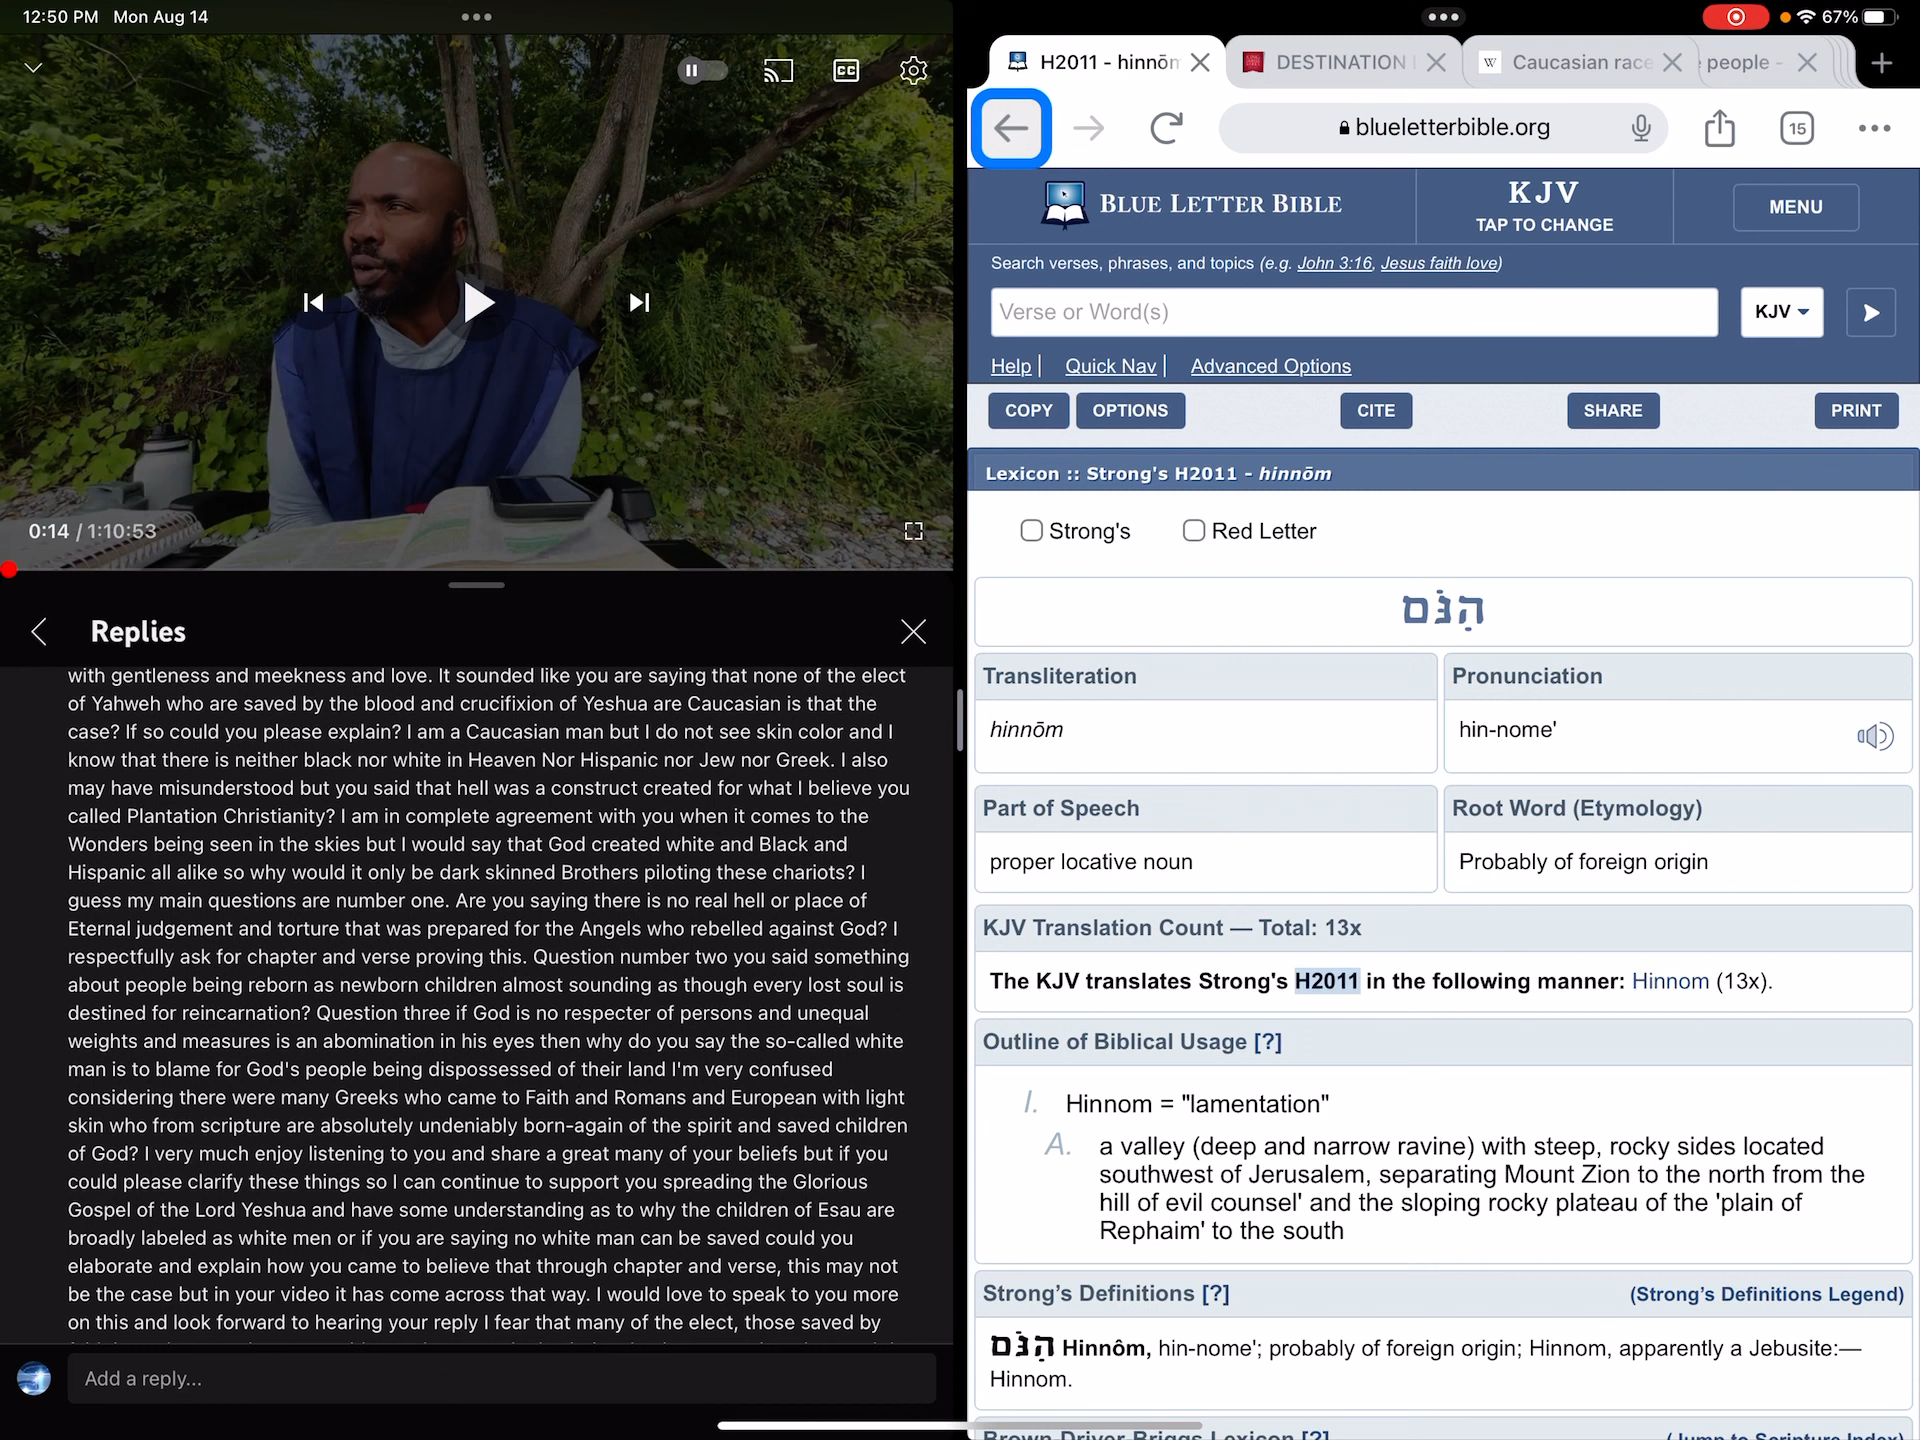 12:50 PM Mon Aug 14
0:14 / 1:10:53
Replies
with gentleness and meekness and love. It sounded like you are saying that none of the elect
of Yahweh who are saved by the blood and crucifixion of Yeshua are Caucasian is that the
case? If so could you please explain? I am a Caucasian man but I do not see skin color and I
know that there is neither black nor white in Heaven Nor Hispanic nor Jew nor Greek. I also
may have misunderstood but you said that hell was a construct created for what I believe you
called Plantation Christianity? I am in complete agreement with you when it comes to the
Wonders being seen in the skies but I would say that God created white and Black and
Hispanic all alike so why would it only be dark skinned Brothers piloting these chariots? I
guess my main questions are number one. Are you saying there is no real hell or place of
Eternal judgement and torture that was prepared for the Angels who rebelled against God? I
respectfully ask for chapter and verse proving this. Question number two you said something
about people being reborn as newborn children almost sounding as though every lost soul is
destined for reincarnation? Question three if God is no respecter of persons and unequal
weights and measures is an abomination in his eyes then why do you say the so-called white
man is to blame for God's people being dispossessed of their land I'm very confused
considering there were many Greeks who came to Faith and Romans and European with light
skin who from scripture are absolutely undeniably born-again of the spirit and saved children
of God? I very much enjoy listening to you and share a great many of your beliefs but if you
could please clarify these things so I can continue to support you spreading the Glorious
Gospel of the Lord Yeshua and have some understanding as to why the children of Esau are
broadly labeled as white men or if you are saying no white man can be saved could you
elaborate and explain how you came to believe that through chapter and verse, this may not
be the case but in your video it has come across that way. I would love to speak to you more
on this and look forward to hearing your reply I fear that many of the elect, those saved by
Add a reply...
67%
H2011 - hinnōm
DESTINATION
W Caucasian race
people -
blueletterbible.org
15
BLUE LETTER BIBLE
KJV
TAP TO CHANGE
MENU
Search verses, phrases, and topics (e.g. John 3:16, Jesus faith love)
Verse or Word(s)
KJV
Help | Quick Nav | Advanced Options
COPY OPTIONS CITE SHARE PRINT
Lexicon :: Strong's H2011 - hinnōm
Strong's Red Letter
הִנֹּם
Transliteration
hinnōm
Pronunciation
hin-nome'
Part of Speech
proper locative noun
Root Word (Etymology)
Probably of foreign origin
KJV Translation Count — Total: 13x
The KJV translates Strong's H2011 in the following manner: Hinnom (13x).
Outline of Biblical Usage [?]
I. Hinnom = "lamentation"
A. a valley (deep and narrow ravine) with steep, rocky sides located
southwest of Jerusalem, separating Mount Zion to the north from the
hill of evil counsel' and the sloping rocky plateau of the 'plain of
Rephaim' to the south
Strong’s Definitions [?] (Strong’s Definitions Legend)
הִנֹּם Hinnôm, hin-nome'; probably of foreign origin; Hinnom, apparently a Jebusite:—
Hinnom.
Brown-Driver-Briggs Lexicon [?] (Jump to Scripture Index)